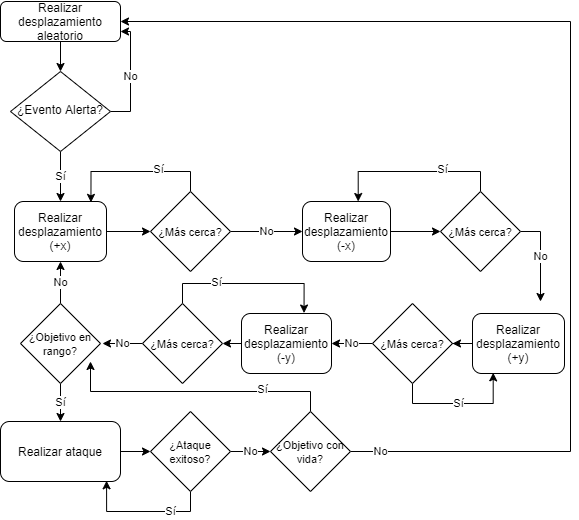 Realizar
desplazamiento
aleatorio
No
¿Evento Alerta?
Sí
Sí
Sí
Realizar
desplazamiento
(+x)
¿Más cerca?
No
Realizar
desplazamiento
(-x)
¿Más cerca?
No
No
Sí
¿Objetivo en
rango?
No
¿Más cerca?
Realizar
desplazamiento
(-y)
No
¿Más cerca?
Realizar
desplazamiento
(+y)
Sí
Sí
Sí
Realizar ataque
¿Ataque
exitoso?
No
¿Objetivo con
vida?
No
Sí